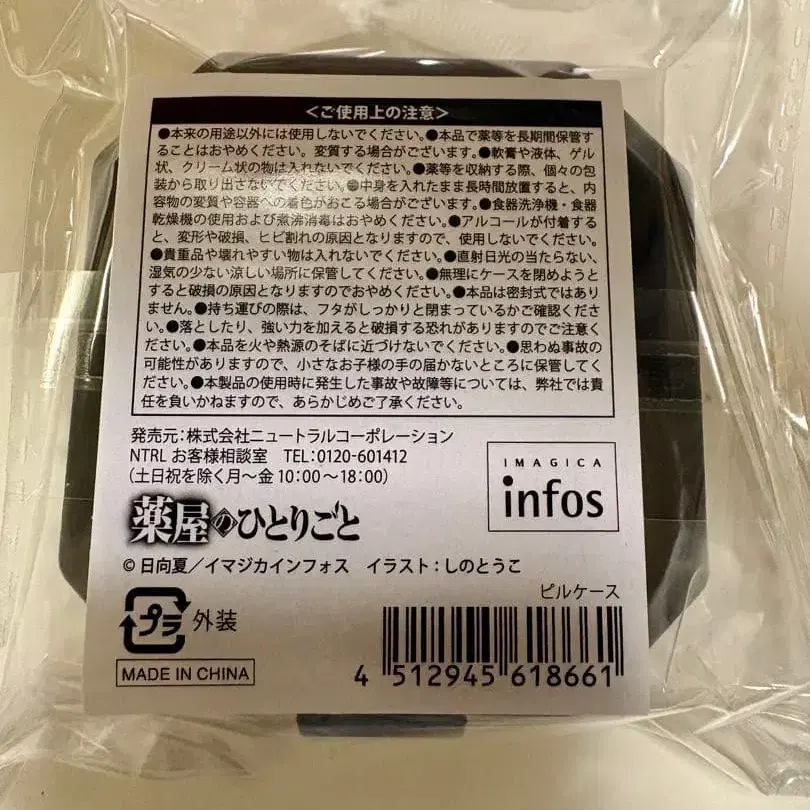 ＜ご使用上の注意＞
●本来の用途以外には使用しないでください。●本品で薬等を長期間保管す
ることはおやめください。変質する場合がございます。●軟膏や液体、ゲル
状、クリーム状の物は入れないでください。●薬等を収納する際、個々の包
装から取り出さないでください。●中身を入れたまま長時間放置すると、内
容物の変質や容器への着色がおこる場合がございます。●食器洗浄機・食器
乾燥機の使用および煮沸消毒はおやめください。●アルコールが付着する
と、変形や破損、ヒビ割れの原因となりますので、使用しないでください。
●貴重品や壊れやすい物は入れないでください。●直射日光の当たらない、
湿気の少ない涼しい場所に保管してください。●無理にケースを閉めようと
すると破損の原因となりますのでおやめください。●本品は密封式ではあり
ません。●持ち運びの際は、フタがしっかりと閉まっているかご確認ください。
●落としたり、強い力を加えると破損する恐れがありますのでご注意くださ
い。●本品を火や熱源のそばに近づけないでください。●思わぬ事故の
可能性がありますので、小さなお子様の手の届かないところに保管してく
ださい。●本製品の使用時に発生した事故や故障等については、弊社では責
任を負いかねますので、あらかじめご了承ください。
発売元：株式会社ニュートラルコーポレーション
NTRL お客様相談室 TEL：0120-601412
（土日祝を除く月～金 10：00～18：00）
IMAGICA
infos
薬屋のひとりごと
© 日向夏／イマジカインフォス イラスト：しのとうこ
ピルケース
プラ 外装
MADE IN CHINA
4 512945 618661